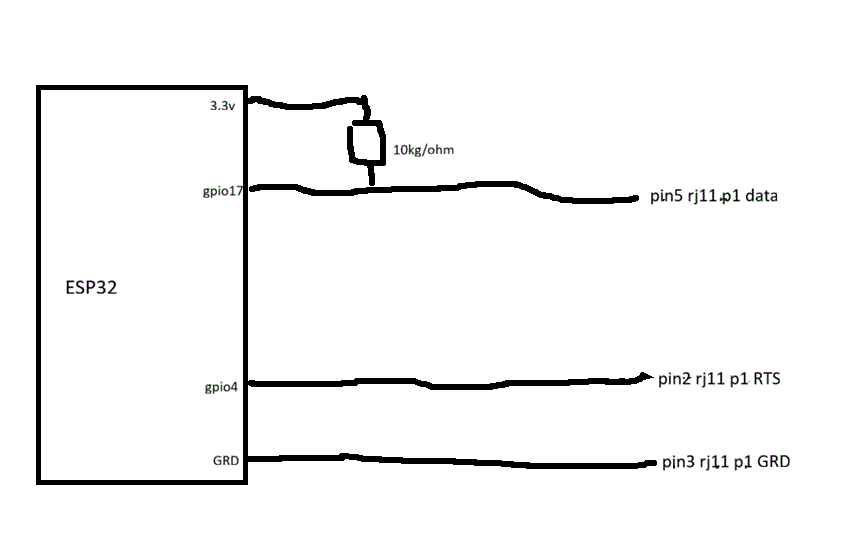 3.3v
10kg/ohm
gpio17
pin5 rj11 p1 data
ESP32
gpio4
pin2 rj11 p1 RTS
GRD
pin3 rj11 p1 GRD